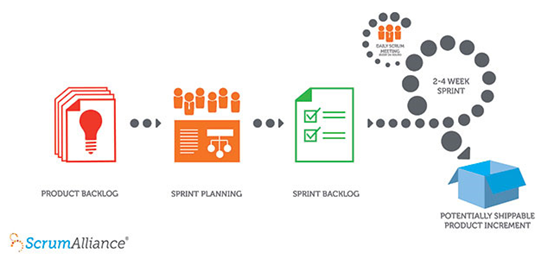 DAILY SCRUM
MEETING
2-4 WEEK
SPRINT
PRODUCT BACKLOG
SPRINT PLANNING
SPRINT BACKLOG
POTENTIALLY SHIPPABLE
PRODUCT INCREMENT
ScrumAlliance®